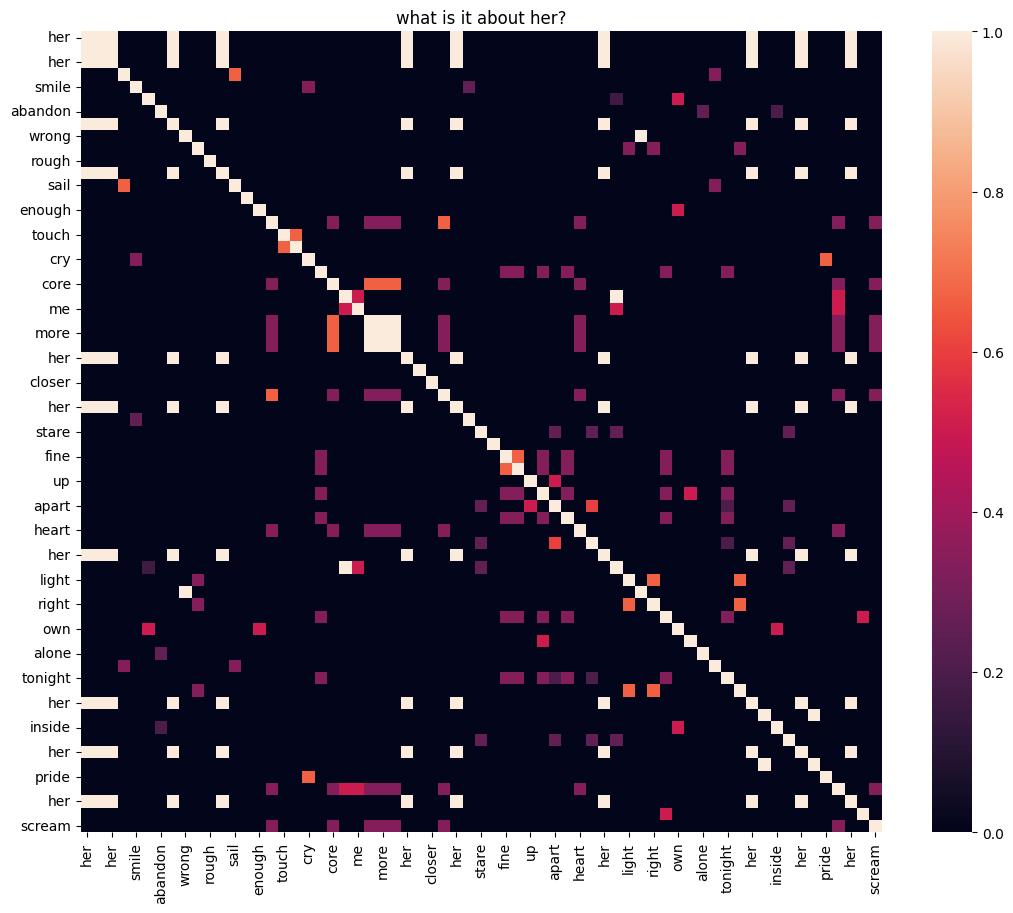 what is it about her?
her
her
smile
abandon
wrong
rough
sail
enough
touch
cry
core
me
more
her
closer
her
stare
fine
up
apart
heart
her
light
right
own
alone
tonight
her
inside
her
pride
her
scream
1.0
0.8
0.6
0.4
0.2
0.0
her
her
smile
abandon
wrong
rough
sail
enough
touch
cry
core
me
more
her
closer
her
stare
fine
up
apart
heart
her
light
right
own
alone
tonight
her
inside
her
pride
her
scream